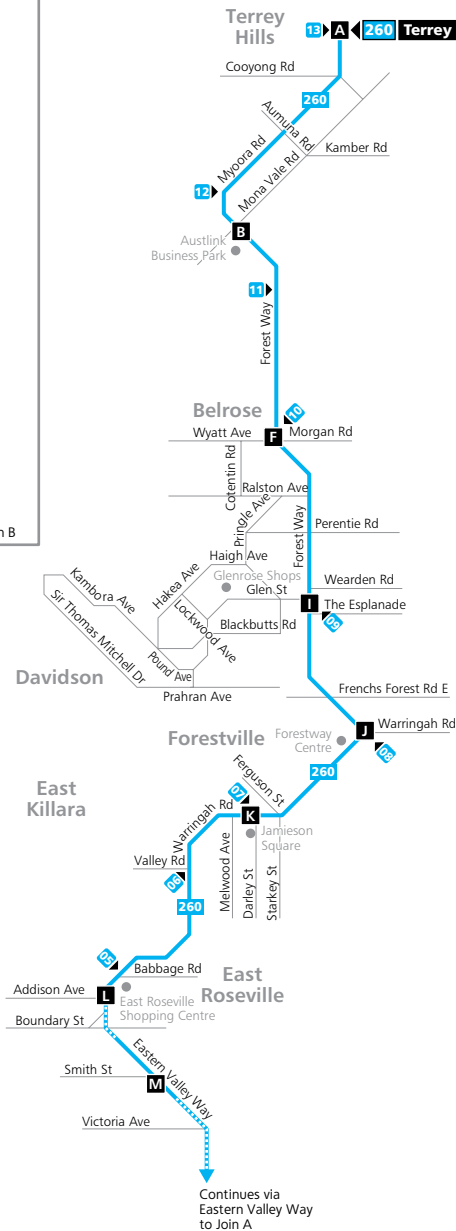 Terrey
Hills
13
A
260
Terrey
Cooyong Rd
260
Aumuna Rd
Kamber Rd
Myoora Rd
Mona Vale Rd
12
B
Austlink
Business Park
11
Forest Way
Belrose
10
Wyatt Ave
F
Morgan Rd
Cotentin Rd
Ralston Ave
Pringle Ave
Forest Way
Perentie Rd
n B
Haigh Ave
Glenrose Shops
Hakea Ave
Glen St
Wearden Rd
Kambora Ave
Sir Thomas Mitchell Dr
Lockwood Ave
I
The Esplanade
09
Blackbutts Rd
Pound Ave
Davidson
Prahran Ave
Frenchs Forest Rd E
Forestville
Forestway
Centre
J
Warringah Rd
08
Ferguson St
260
East
Killara
07
Warringah Rd
K
Jamieson
Square
Valley Rd
06
Melwood Ave
Darley St
Starkey St
260
05
Babbage Rd
East
Roseville
Addison Ave
L
East Roseville
Shopping Centre
Boundary St
Eastern Valley Way
Smith St
M
Victoria Ave
Continues via
Eastern Valley Way
to Join A